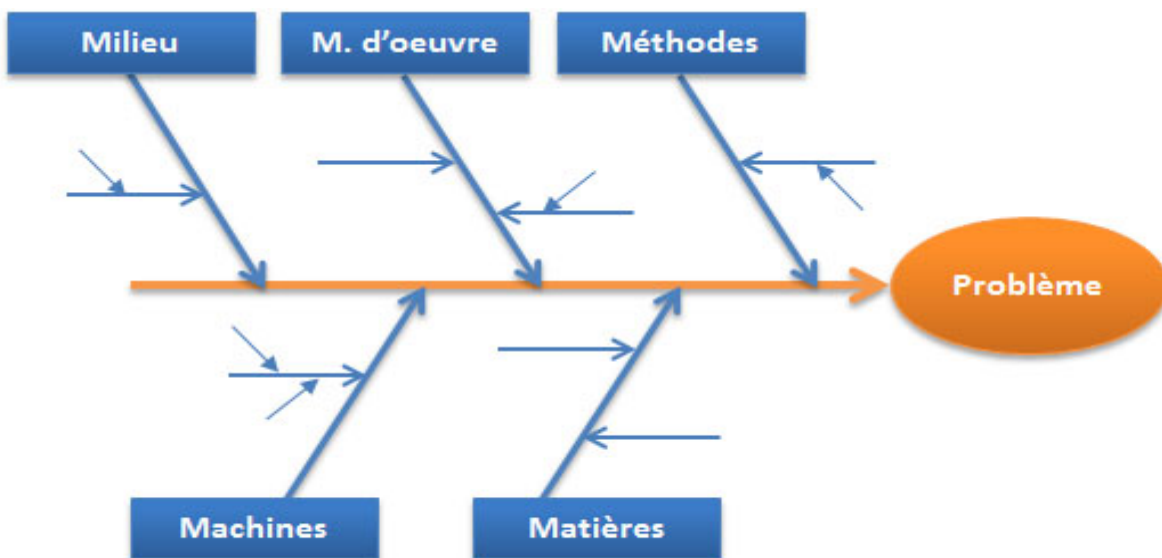 Milieu
M. d'oeuvre
Méthodes
Problème
Machines
Matières